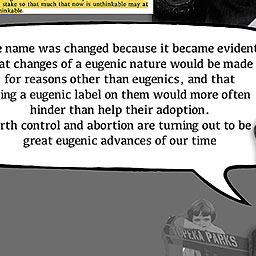 stake so that much that now is unthinkable may at
thinkable.
e name was changed because it became evident
at changes of a eugenic nature would be made
for reasons other than eugenics, and that
ing a eugenic label on them would more often
hinder than help their adoption.
rth control and abortion are turning out to be
great eugenic advances of our time
TOPEKA PARKS